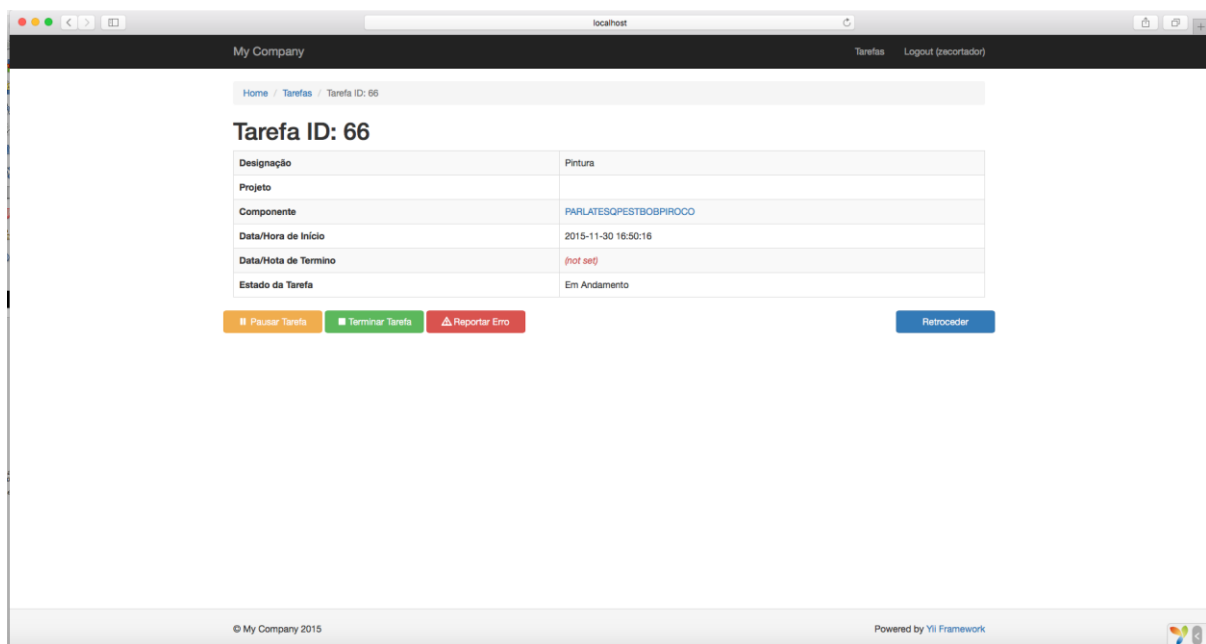 localhost
My Company Tarefas Logout (zecortador)
Home / Tarefas / Tarefa ID: 66
Tarefa ID: 66
Designação Pintura
Projeto
Componente PARLATESQPESTBOBPIROCO
Data/Hora de Início 2015-11-30 16:50:16
Data/Hota de Termino (not set)
Estado da Tarefa Em Andamento
Pausar Tarefa Terminar Tarefa Reportar Erro Retroceder
© My Company 2015 Powered by Yii Framework